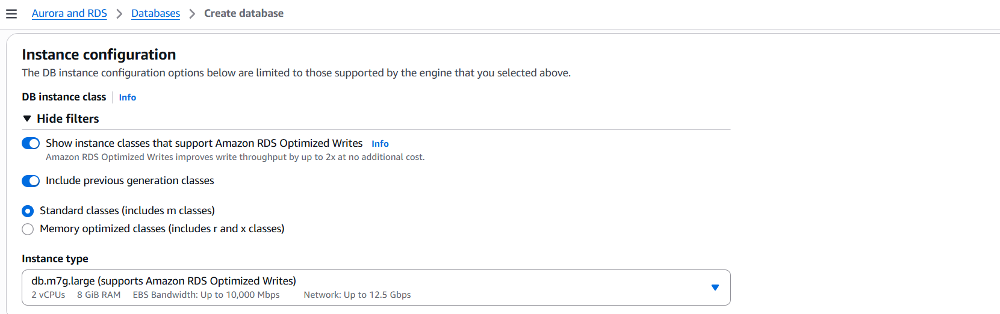 Aurora and RDS > Databases > Create database
Instance configuration
The DB instance configuration options below are limited to those supported by the engine that you selected above.
DB instance class Info
Hide filters
Show instance classes that support Amazon RDS Optimized Writes Info
Amazon RDS Optimized Writes improves write throughput by up to 2x at no additional cost.
Include previous generation classes
Standard classes (includes m classes)
Memory optimized classes (includes r and x classes)
Instance type
db.m7g.large (supports Amazon RDS Optimized Writes)
2 vCPUs 8 GiB RAM EBS Bandwidth: Up to 10,000 Mbps Network: Up to 12.5 Gbps